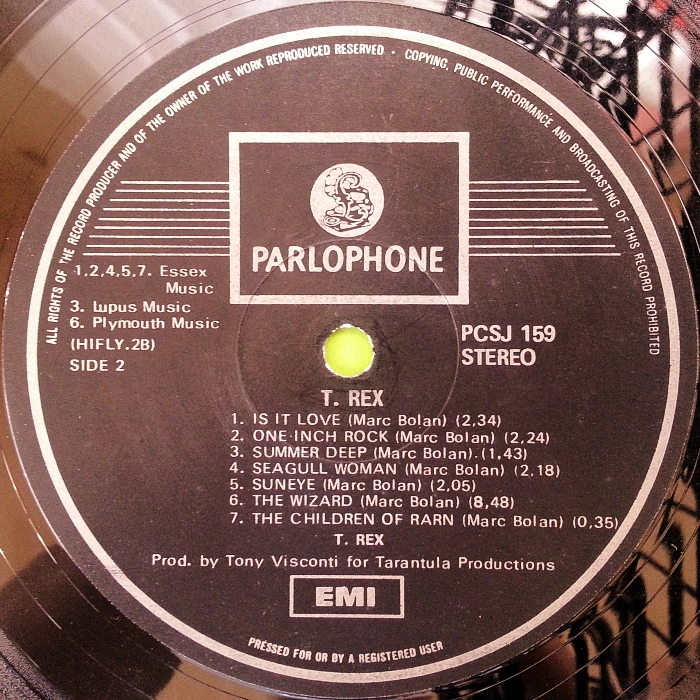 ALL RIGHTS OF THE RECORD PRODUCER AND OF THE OWNER OF THE WORK REPRODUCED RESERVED · COPYING, PUBLIC PERFORMANCE AND BROADCASTING OF THIS RECORD PROHIBITED
PARLOPHONE
1,2,4,5,7. Essex
Music
3. Lupus Music
6. Plymouth Music
(HIFLY.2B)
SIDE 2
PCSJ 159
STEREO
T. REX
1. IS IT LOVE (Marc Bolan) (2,34)
2. ONE INCH ROCK (Marc Bolan) (2,24)
3. SUMMER DEEP (Marc Bolan).(1,43)
4. SEAGULL WOMAN (Marc Bolan) (2.18)
5. SUNEYE (Marc Bolan) (2,05)
6. THE WIZARD (Marc Bolan) (8,48)
7. THE CHILDREN OF RARN (Marc Bolan) (0,35)
T. REX
Prod. by Tony Visconti for Tarantula Productions
EMI
PRESSED FOR OR BY A REGISTERED USER